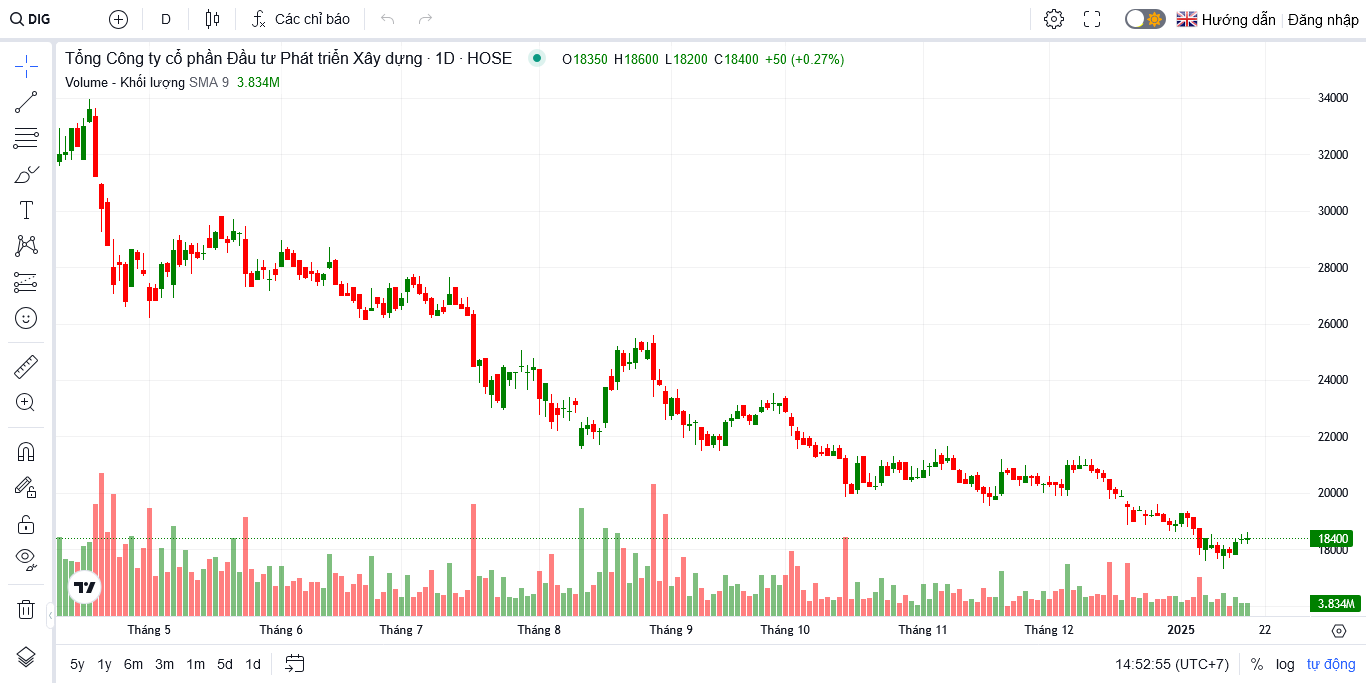 DIG D Các chỉ báo Hướng dẫn Đăng nhập
Tổng Công ty cổ phần Đầu tư Phát triển Xây dựng · 1D · HOSE O18350 H18600 L18200 C18400 +50 (+0.27%)
Volume - Khối lượng SMA 9 3.834M
34000
32000
30000
28000
26000
24000
22000
20000
18400
18000
3.834M
Tháng 5 Tháng 6 Tháng 7 Tháng 8 Tháng 9 Tháng 10 Tháng 11 Tháng 12 2025 22
5y 1y 6m 3m 1m 5d 1d 14:52:55 (UTC+7) % log tự động